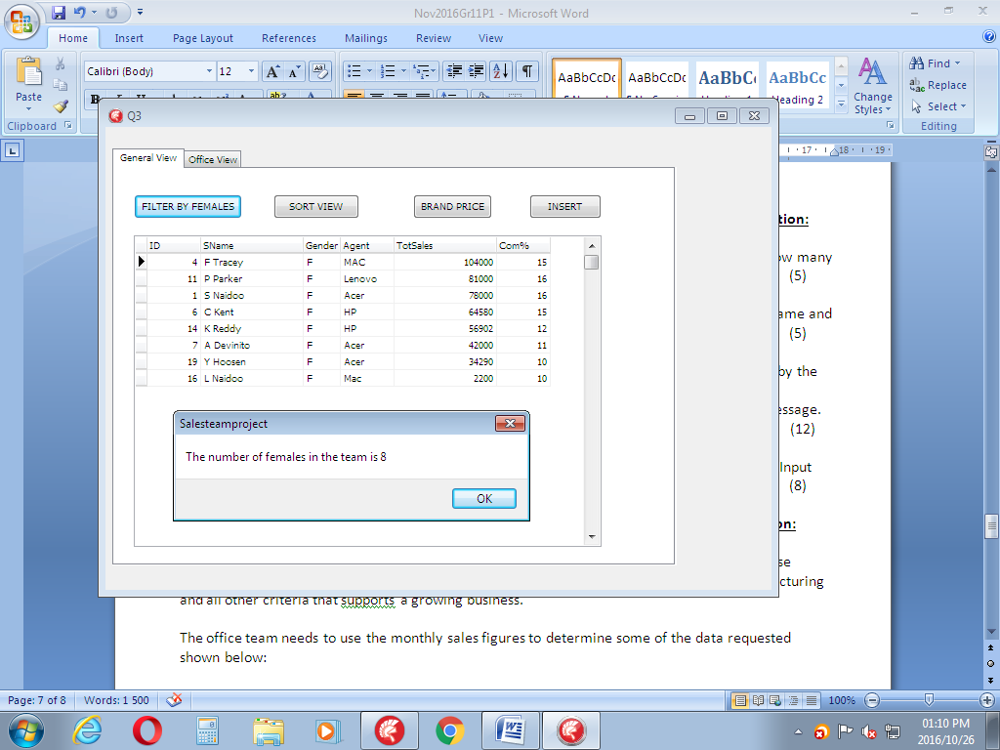 Nov2016Gr11P1 - Microsoft Word
Home Insert Page Layout References Mailings Review View
Calibri (Body) 12
AaBbCcDc AaBbCcDc AaBbC AaBbCc
Heading 2
Paste
Change Styles
Find
Replace
Select
Clipboard
Editing
Q3
17 18 19
General View Office View
FILTER BY FEMALES SORT VIEW BRAND PRICE INSERT
ID SName Gender Agent TotSales Com%
4 F Tracey F MAC 104000 15
11 P Parker F Lenovo 81000 16
1 S Naidoo F Acer 78000 16
6 C Kent F HP 64580 15
14 K Reddy F HP 56902 12
7 A Devinito F Acer 42000 11
19 Y Hoosen F Acer 34290 10
16 L Naidoo F Mac 2200 10
Salesteamproject
The number of females in the team is 8
OK
tion:
ow many
(5)
ame and
(5)
by the
essage.
(12)
Input
(8)
on:
se
cturing
and all other criteria that supports a growing business.
The office team needs to use the monthly sales figures to determine some of the data requested
shown below:
Page: 7 of 8 Words: 1 500 100%
01:10 PM
2016/10/26